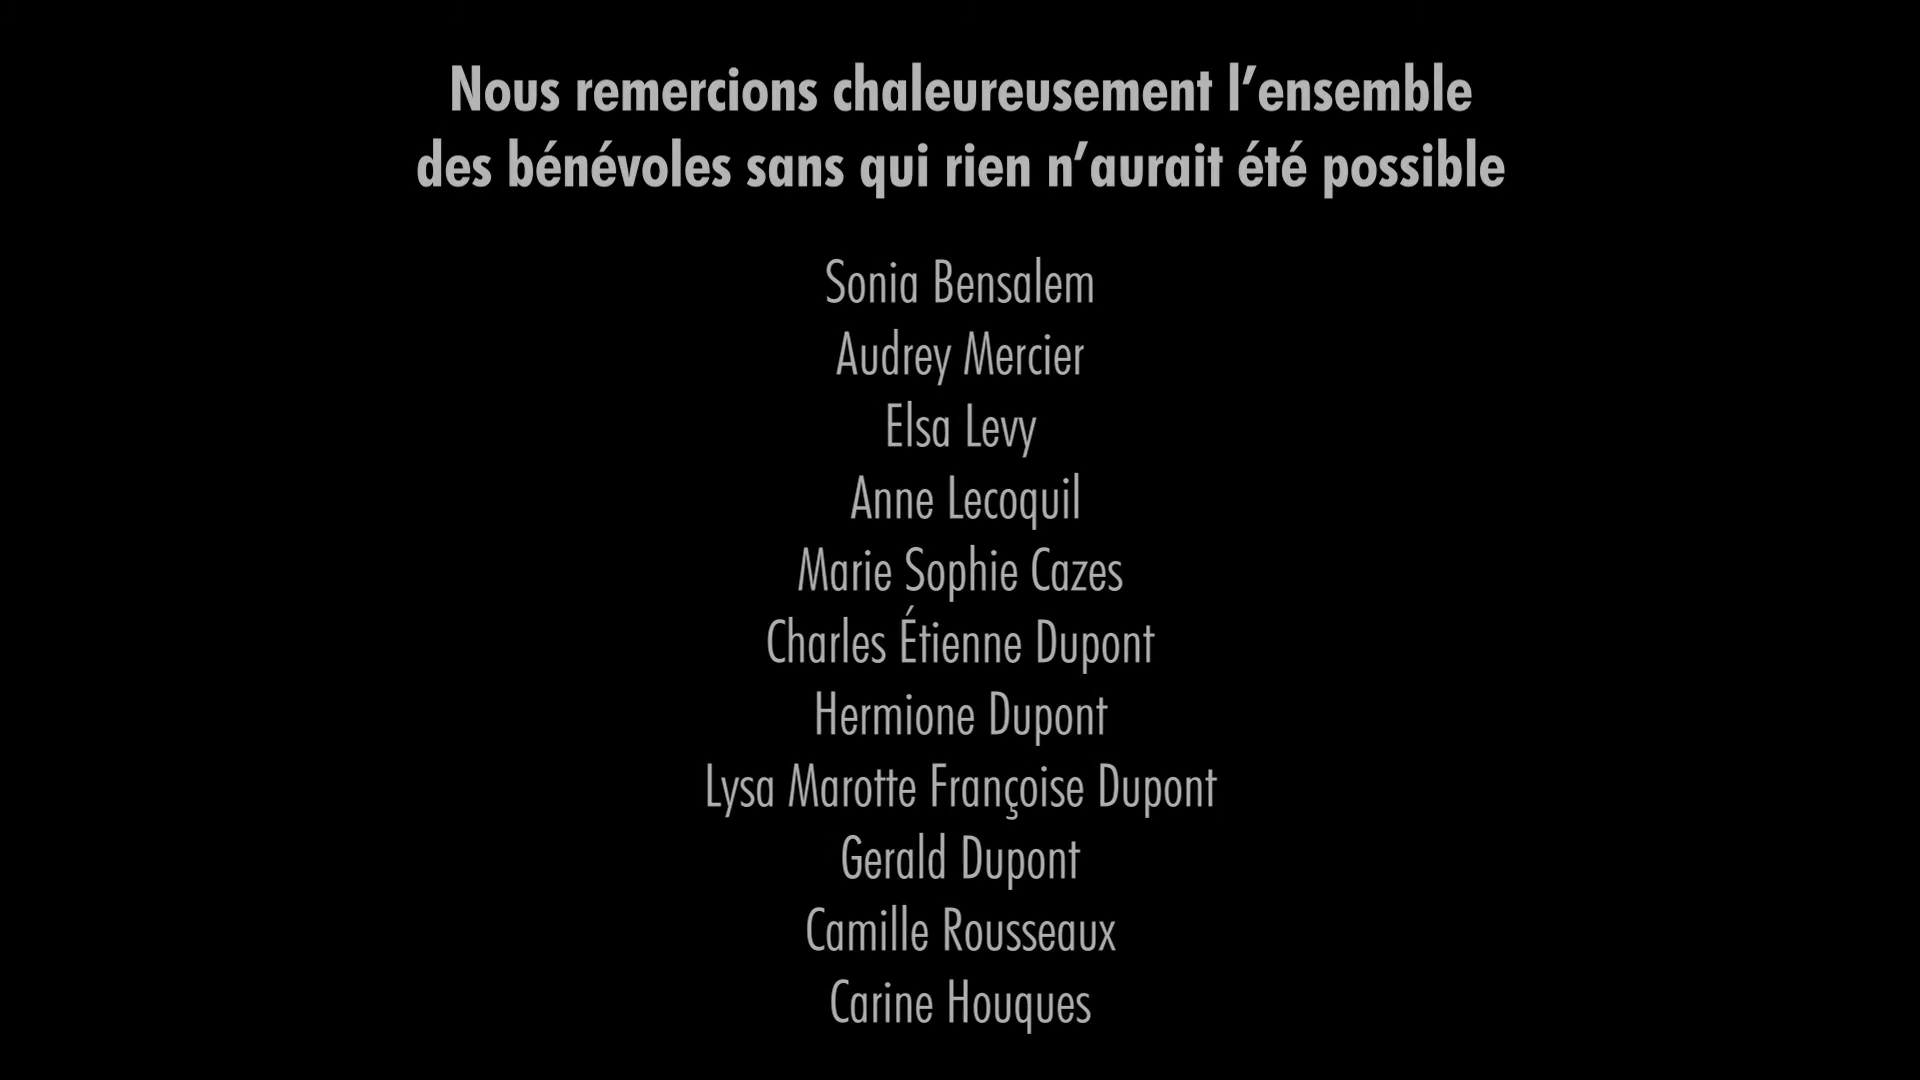 Nous remercions chaleureusement l’ensemble
des bénévoles sans qui rien n’aurait été possible
Sonia Bensalem
Audrey Mercier
Elsa Levy
Anne Lecoquil
Marie Sophie Cazes
Charles Étienne Dupont
Hermione Dupont
Lysa Marotte Françoise Dupont
Gerald Dupont
Camille Rousseaux
Carine Houques